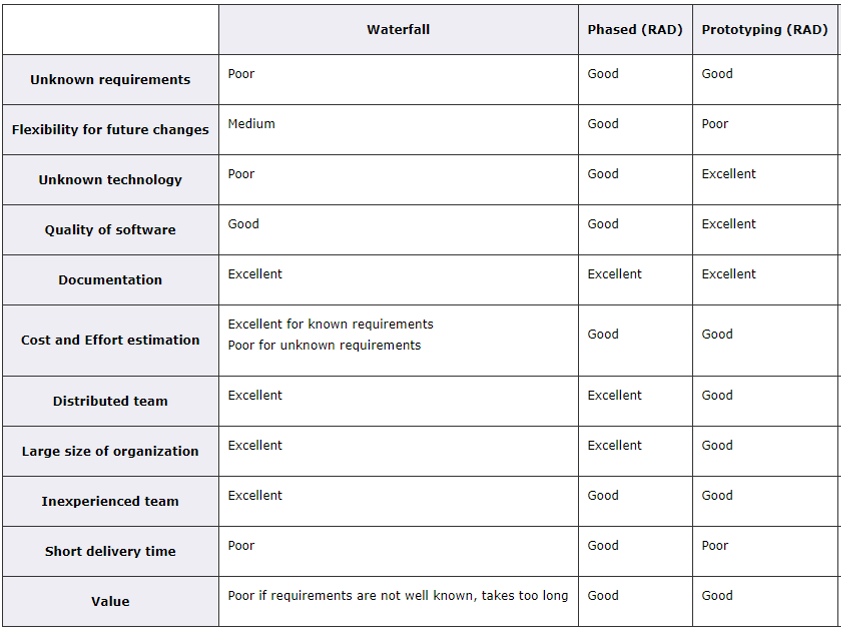 Waterfall Phased (RAD) Prototyping (RAD)
Unknown requirements Poor Good Good
Flexibility for future changes Medium Good Poor
Unknown technology Poor Good Excellent
Quality of software Good Good Excellent
Documentation Excellent Excellent Excellent
Cost and Effort estimation Excellent for known requirements Good Good
Poor for unknown requirements
Distributed team Excellent Excellent Good
Large size of organization Excellent Excellent Good
Inexperienced team Excellent Good Good
Short delivery time Poor Good Poor
Value Poor if requirements are not well known, takes too long Good Good